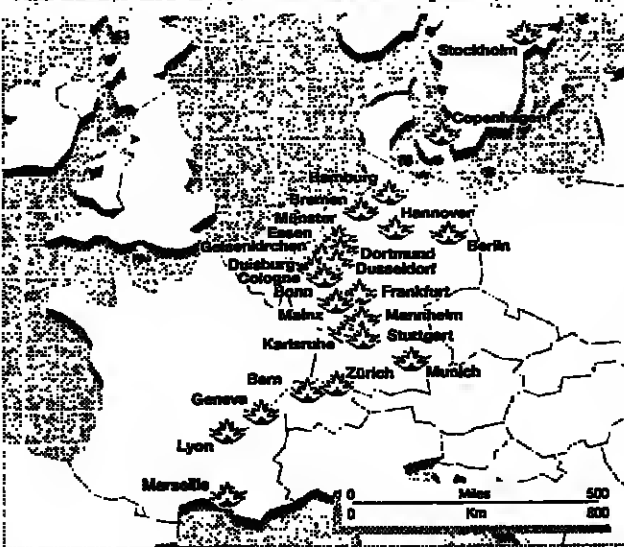 Stockholm
Copenhagen
Hamburg
Bremen
Hannover
Münster
Essen
Berlin
Gelsenkirchen
Dortmund
Duisburg
Dusseldorf
Cologne
Bonn
Frankfurt
Mainz
Mannheim
Karlsruhe
Stuttgart
Bern
Zürich
Munich
Geneva
Lyon
Marseille
0 Miles 500
0 Km 800